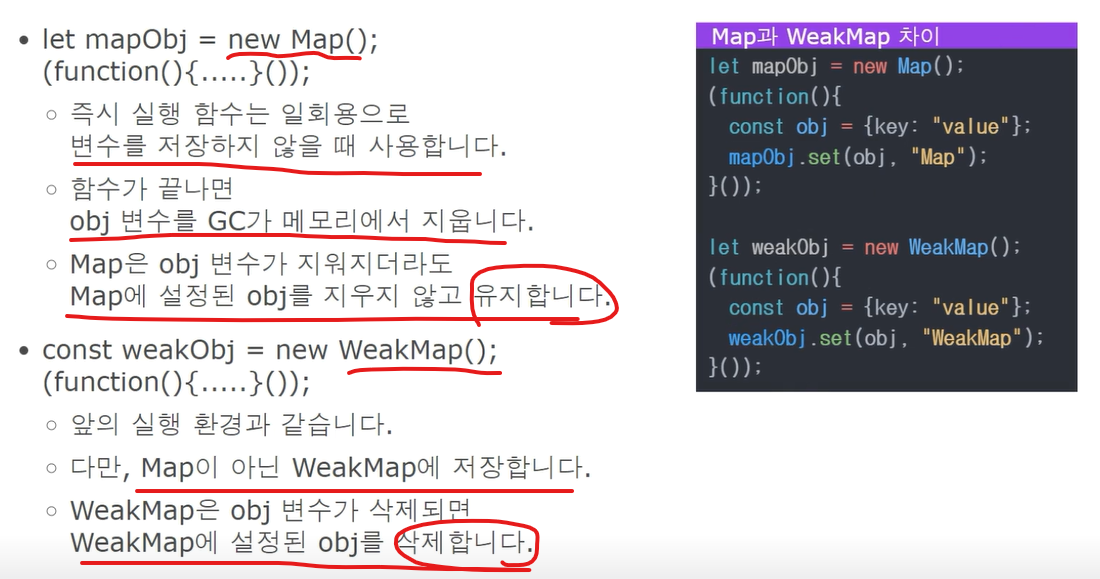 • let mapObj = new Map();
(function(){.....}());
◦ 즉시 실행 함수는 일회용으로
변수를 저장하지 않을 때 사용합니다.
◦ 함수가 끝나면
obj 변수를 GC가 메모리에서 지웁니다.
◦ Map은 obj 변수가 지워지더라도
Map에 설정된 obj를 지우지 않고 유지합니다.
• const weakObj = new WeakMap();
(function(){.....}());
◦ 앞의 실행 환경과 같습니다.
◦ 다만, Map이 아닌 WeakMap에 저장합니다.
◦ WeakMap은 obj 변수가 삭제되면
WeakMap에 설정된 obj를 삭제합니다.
Map과 WeakMap 차이
let mapObj = new Map();
(function(){
const obj = {key: "value"};
mapObj.set(obj, "Map");
}());
let weakObj = new WeakMap();
(function(){
const obj = {key: "value"};
weakObj.set(obj, "WeakMap");
}());